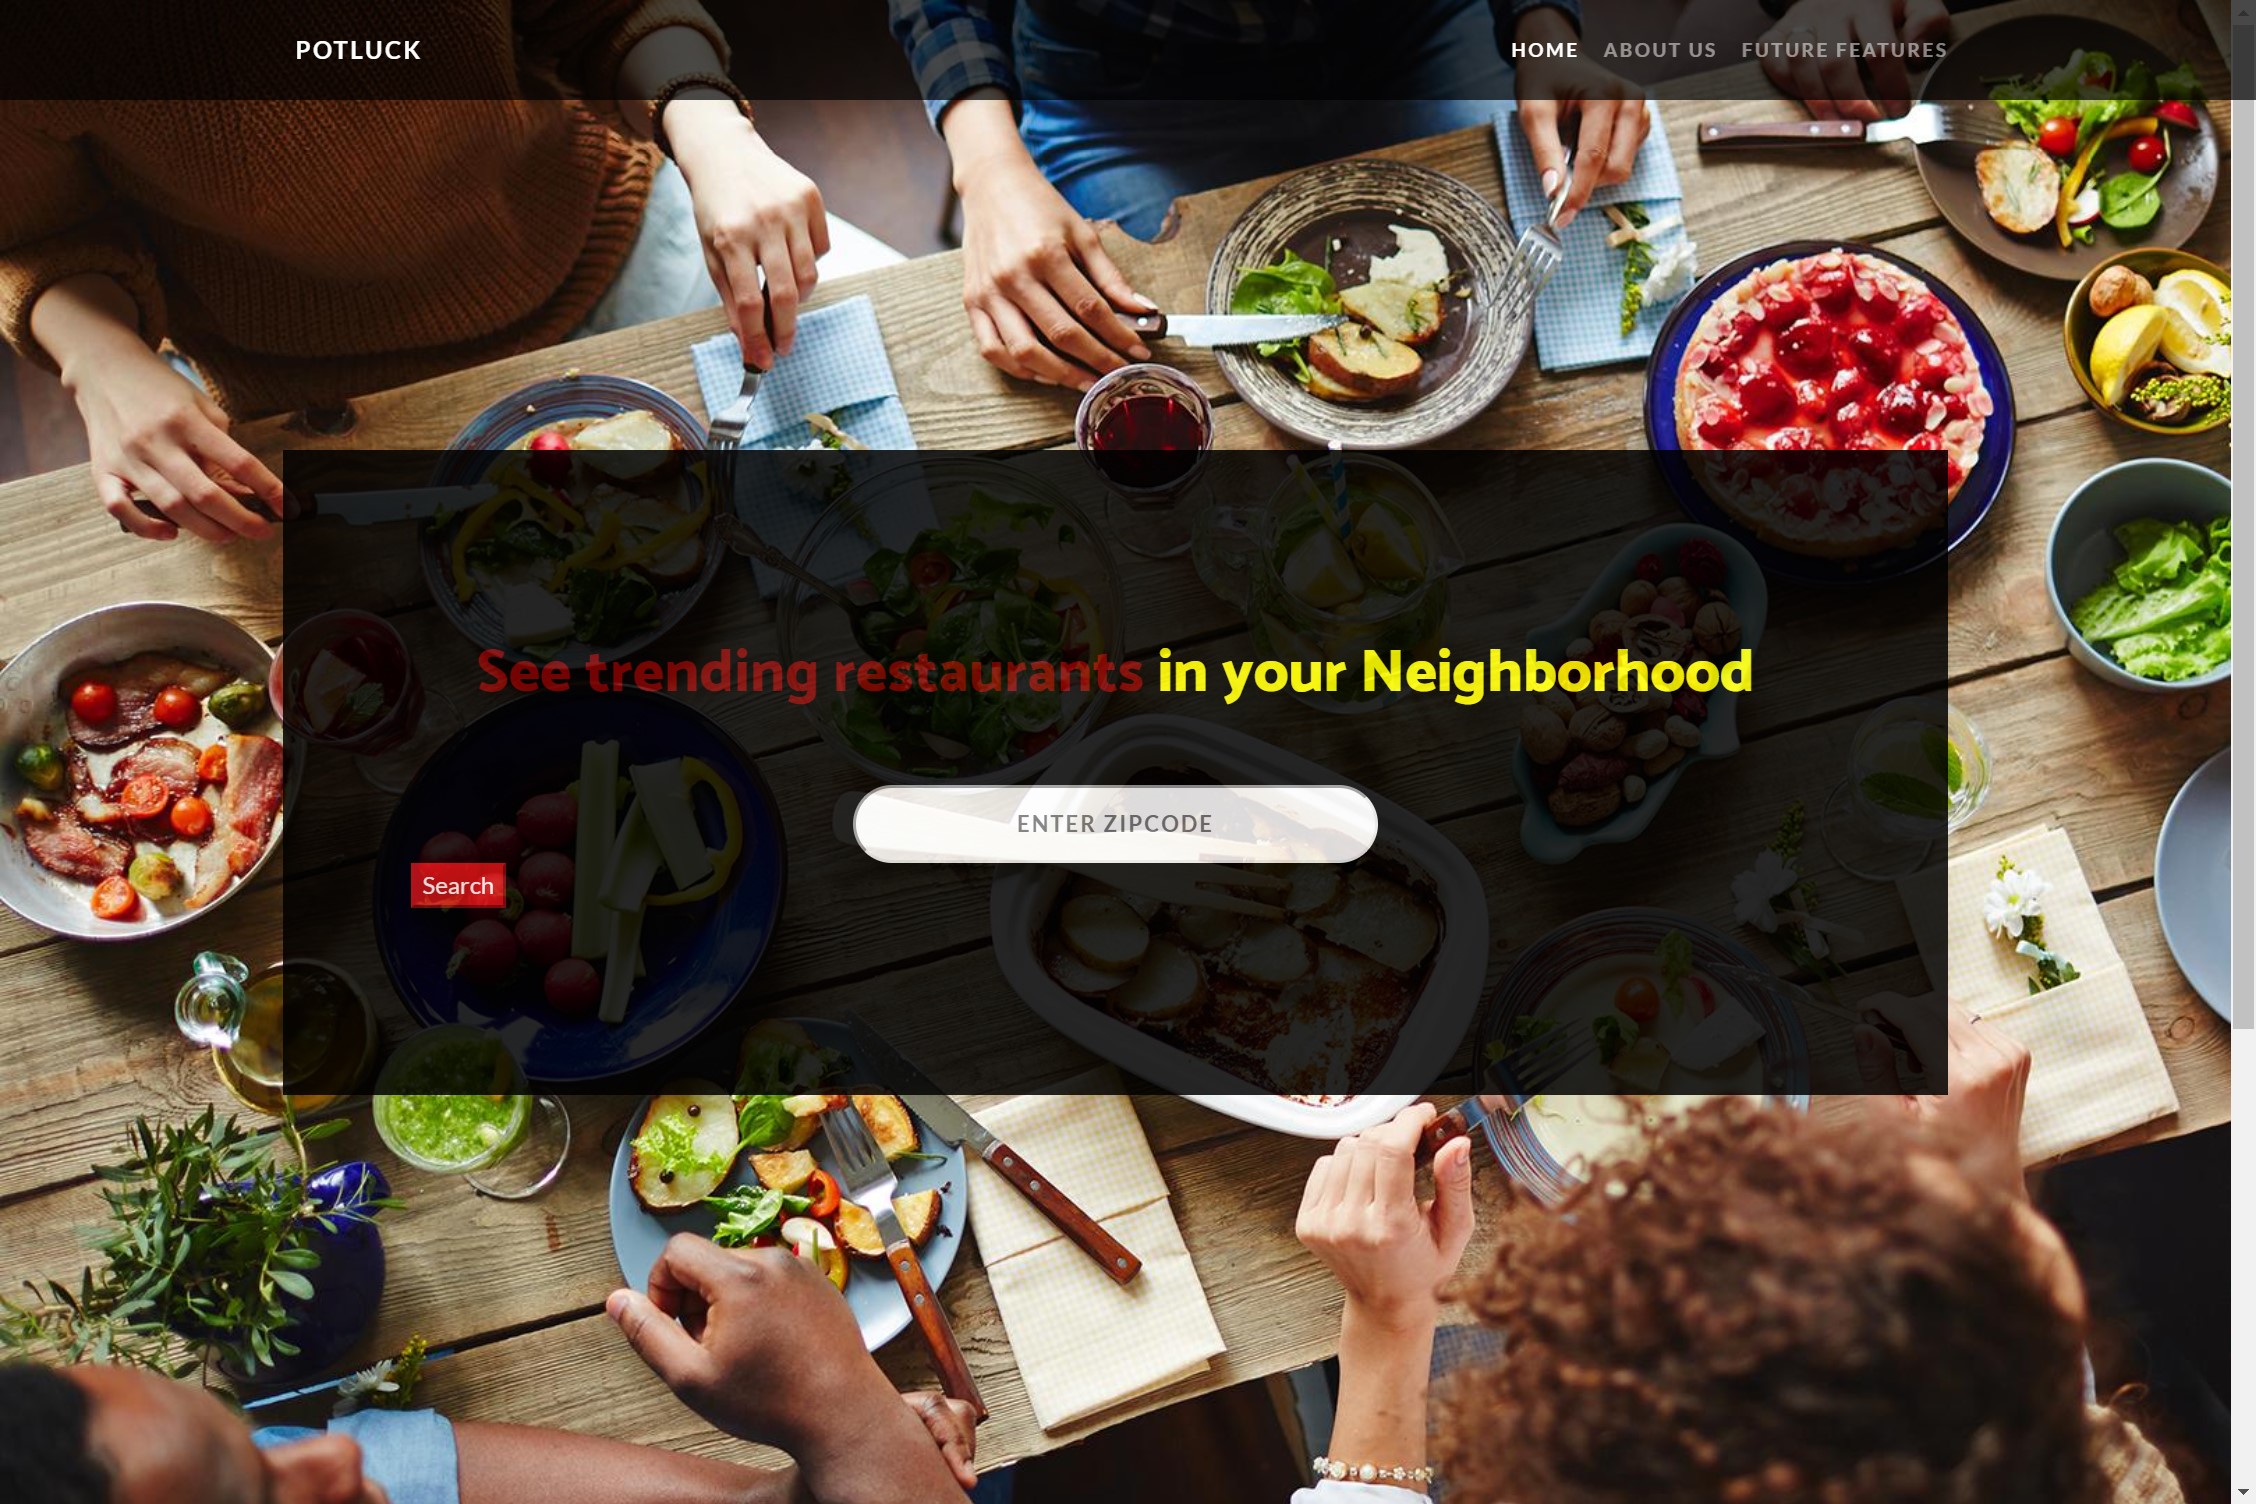 POTLUCK
HOME ABOUT US FUTURE FEATURES
See trending restaurants in your Neighborhood
ENTER ZIPCODE
Search